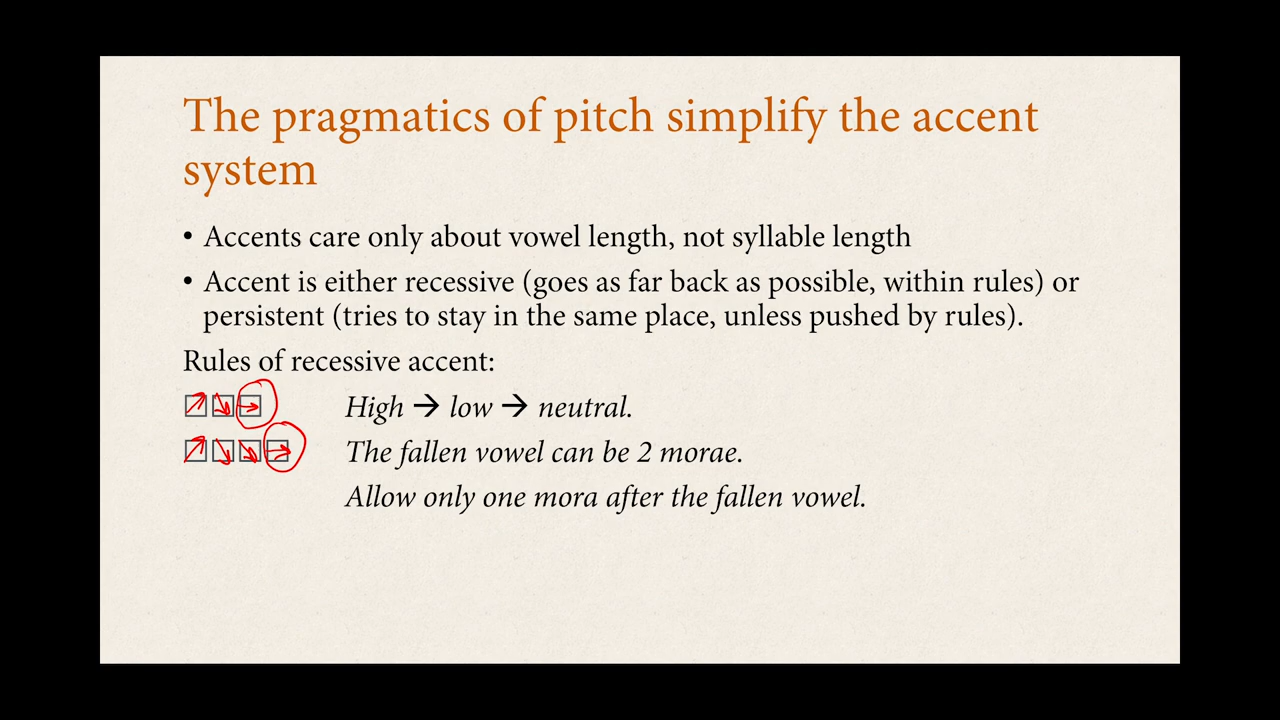 The pragmatics of pitch simplify the accent
system
• Accents care only about vowel length, not syllable length
• Accent is either recessive (goes as far back as possible, within rules) or
persistent (tries to stay in the same place, unless pushed by rules).
Rules of recessive accent:
□□□ High → low → neutral.
□□□□ The fallen vowel can be 2 morae.
Allow only one mora after the fallen vowel.